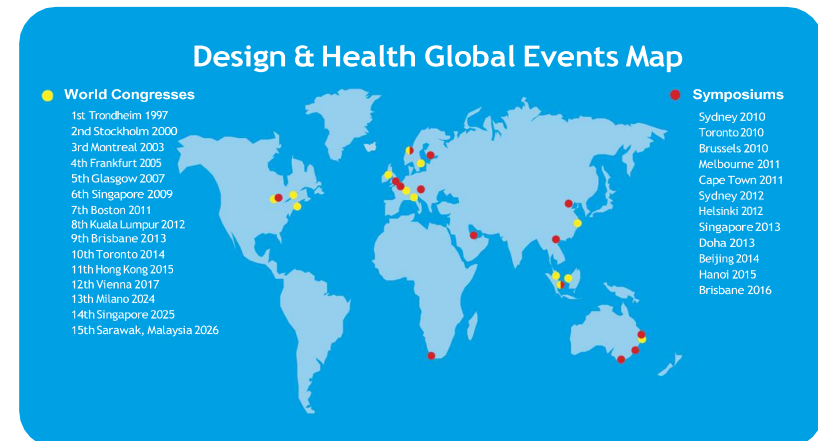 Design & Health Global Events Map
World Congresses
1st Trondheim 1997
2nd Stockholm 2000
3rd Montreal 2003
4th Frankfurt 2005
5th Glasgow 2007
6th Singapore 2009
7th Boston 2011
8th Kuala Lumpur 2012
9th Brisbane 2013
10th Toronto 2014
11th Hong Kong 2015
12th Vienna 2017
13th Milano 2024
14th Singapore 2025
15th Sarawak, Malaysia 2026
Symposiums
Sydney 2010
Toronto 2010
Brussels 2010
Melbourne 2011
Cape Town 2011
Sydney 2012
Helsinki 2012
Singapore 2013
Doha 2013
Beijing 2014
Hanoi 2015
Brisbane 2016